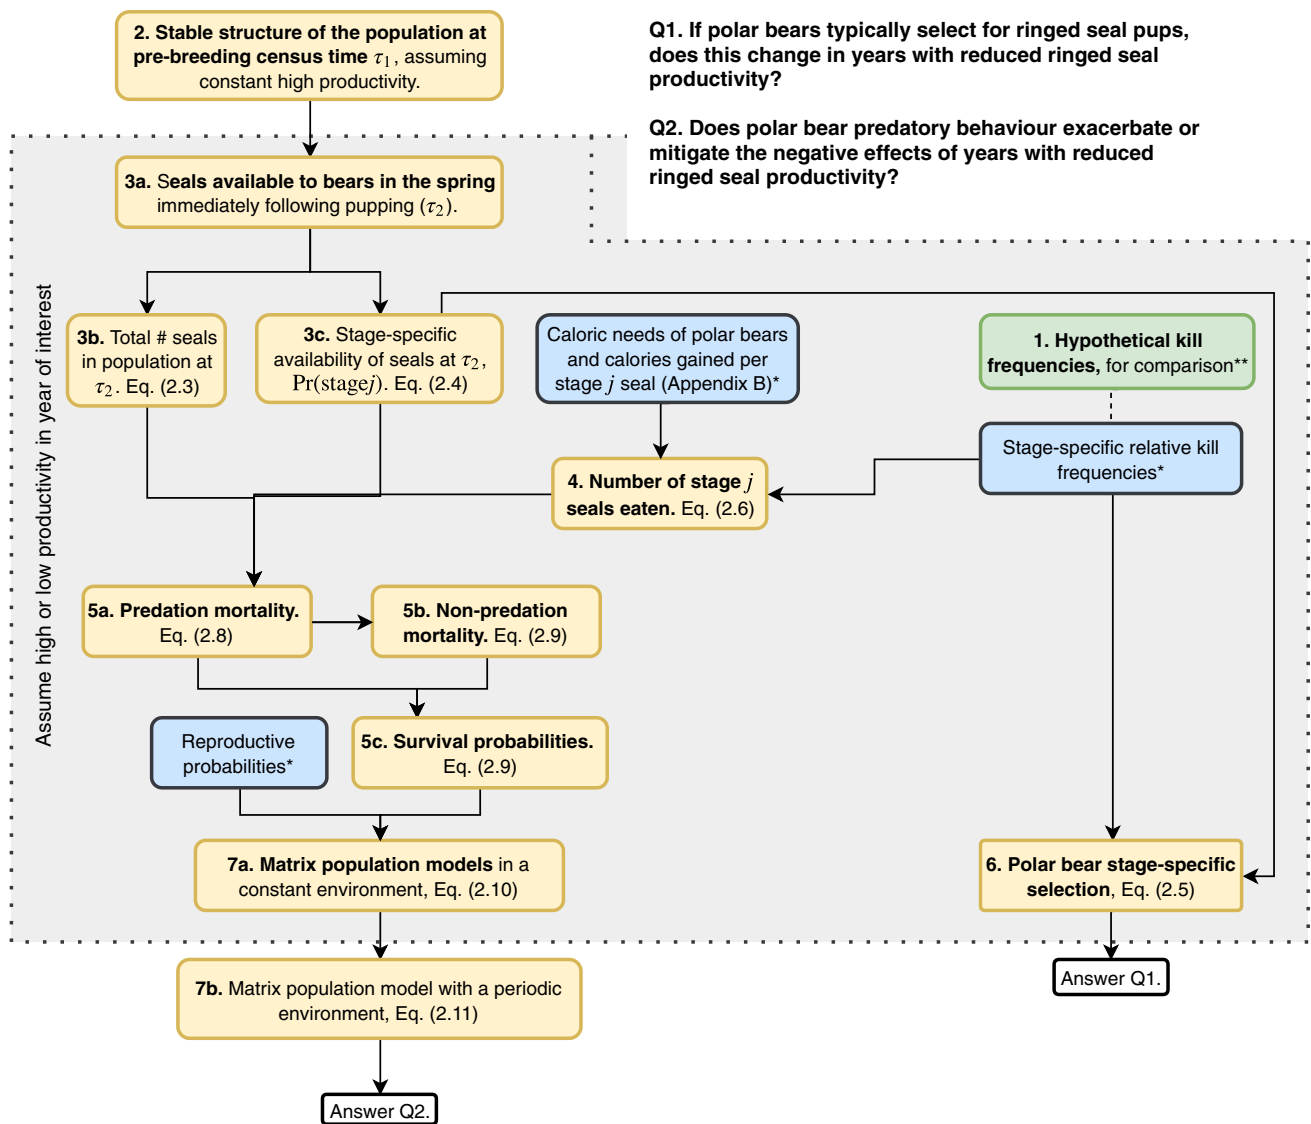 2. Stable structure of the population at
pre-breeding census time τ₁, assuming
constant high productivity.
Q1. If polar bears typically select for ringed seal pups,
does this change in years with reduced ringed seal
productivity?
Q2. Does polar bear predatory behaviour exacerbate or
mitigate the negative effects of years with reduced
ringed seal productivity?
3a. Seals available to bears in the spring
immediately following pupping (τ₂).
Assume high or low productivity in year of interest
3b. Total # seals
in population at
τ₂. Eq. (2.3)
3c. Stage-specific
availability of seals at τ₂,
Pr(stage j). Eq. (2.4)
Caloric needs of polar bears
and calories gained per
stage j seal (Appendix B)*
1. Hypothetical kill
frequencies, for comparison**
Stage-specific relative kill
frequencies*
4. Number of stage j
seals eaten. Eq. (2.6)
5a. Predation mortality.
Eq. (2.8)
5b. Non-predation
mortality. Eq. (2.9)
Reproductive
probabilities*
5c. Survival probabilities.
Eq. (2.9)
7a. Matrix population models in a
constant environment, Eq. (2.10)
6. Polar bear stage-specific
selection, Eq. (2.5)
7b. Matrix population model with a periodic
environment, Eq. (2.11)
Answer Q1.
Answer Q2.